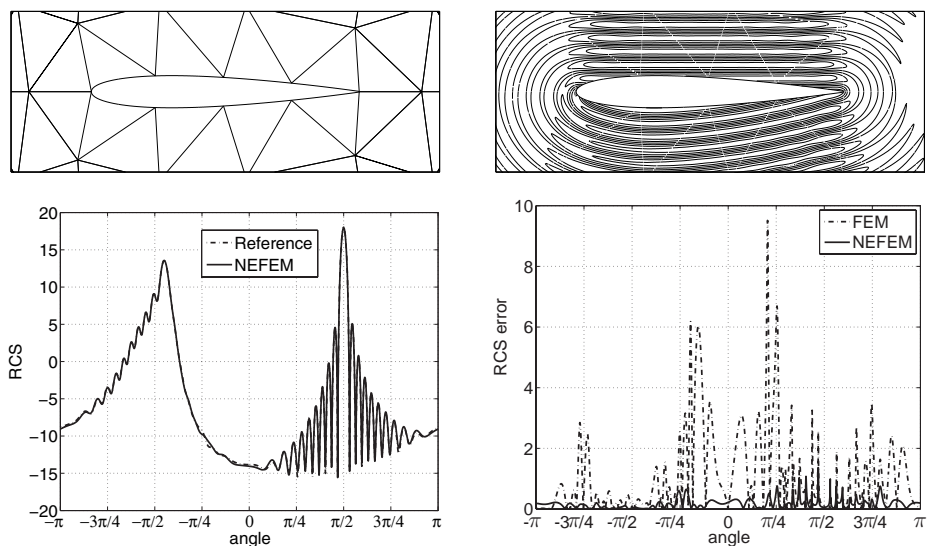 20
15
10
5
0
−5
−10
−15
−20
RCS
Reference
NEFEM
−π
−3π/4
−π/2
−π/4
0
π/4
π/2
3π/4
π
angle
10
8
6
4
2
0
RCS error
FEM
NEFEM
-π
-3π/4
-π/2
-π/4
0
π/4
π/2
3π/4
π
angle